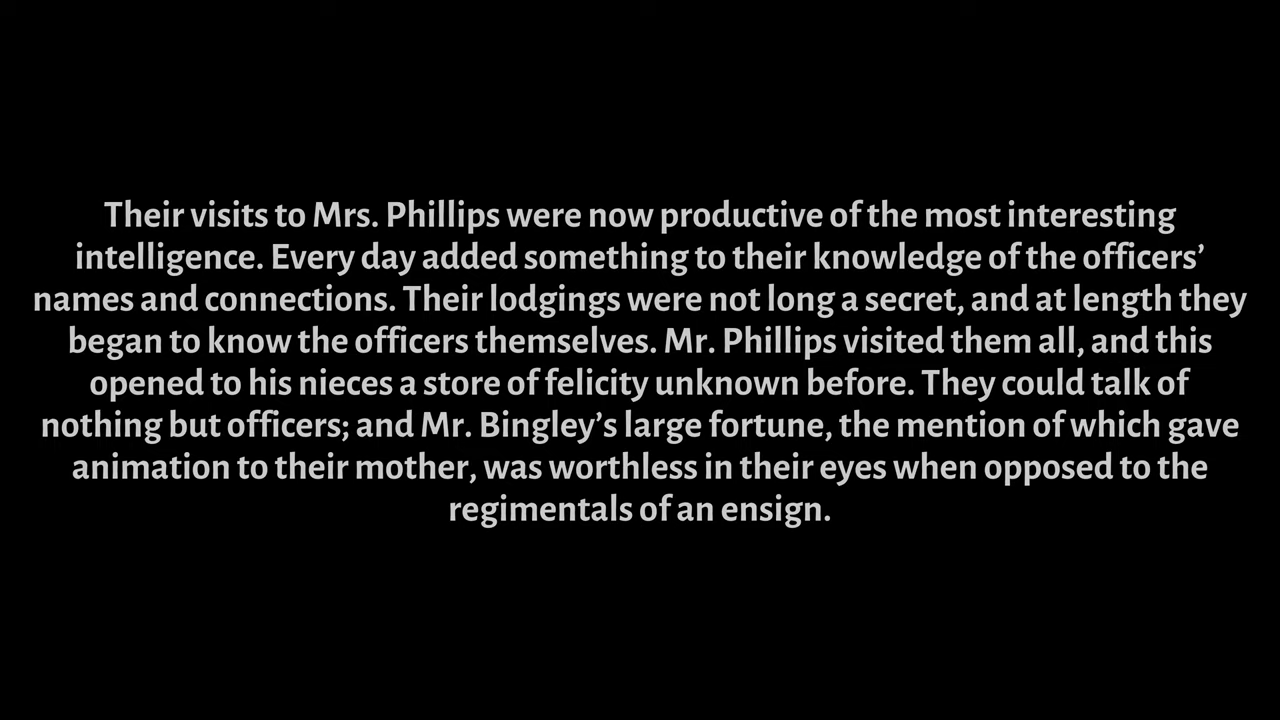 Their visits to Mrs. Phillips were now productive of the most interesting
intelligence. Every day added something to their knowledge of the officers’
names and connections. Their lodgings were not long a secret, and at length they
began to know the officers themselves. Mr. Phillips visited them all, and this
opened to his nieces a store of felicity unknown before. They could talk of
nothing but officers; and Mr. Bingley’s large fortune, the mention of which gave
animation to their mother, was worthless in their eyes when opposed to the
regimentals of an ensign.